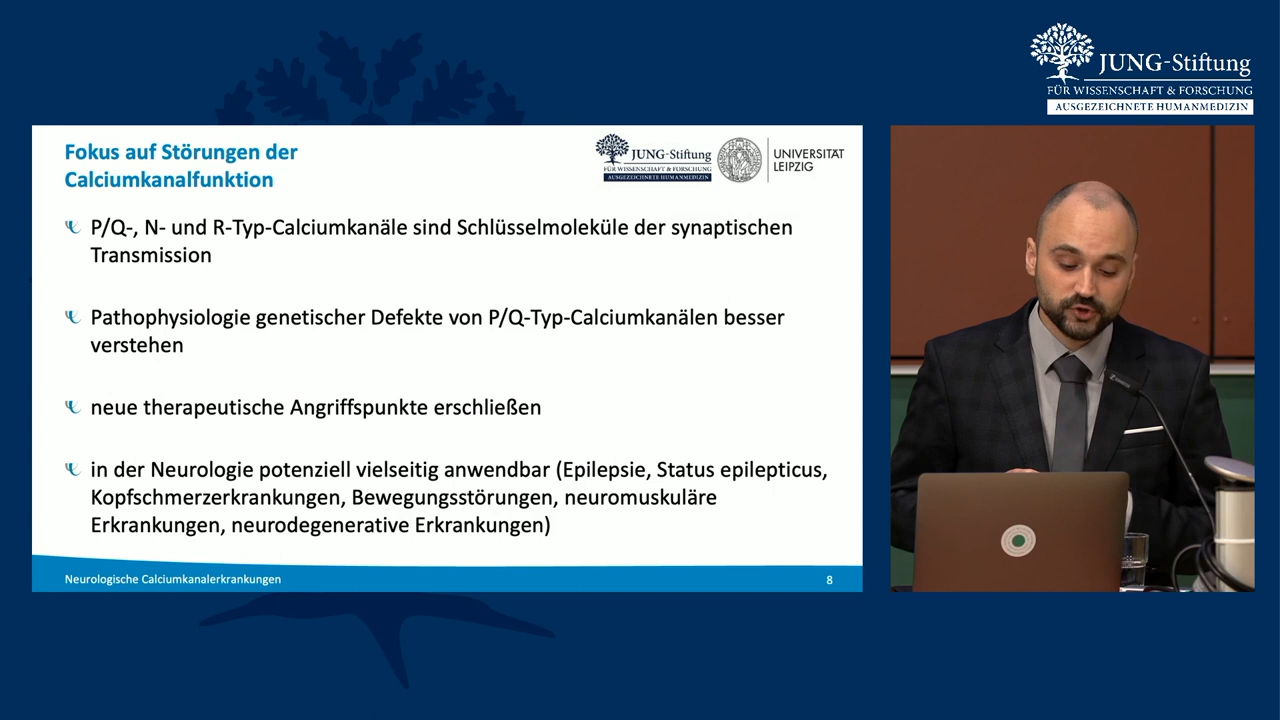 JUNG-Stiftung
FÜR WISSENSCHAFT & FORSCHUNG
AUSGEZEICHNETE HUMANMEDIZIN
Fokus auf Störungen der
Calciumkanalfunktion
JUNG-Stiftung
FÜR WISSENSCHAFT & FORSCHUNG
AUSGEZEICHNETE HUMANMEDIZIN
UNIVERSITÄT
LEIPZIG
P/Q-, N- und R-Typ-Calciumkanäle sind Schlüsselmoleküle der synaptischen
Transmission
Pathophysiologie genetischer Defekte von P/Q-Typ-Calciumkanälen besser
verstehen
neue therapeutische Angriffspunkte erschließen
in der Neurologie potenziell vielseitig anwendbar (Epilepsie, Status epilepticus,
Kopfschmerzerkrankungen, Bewegungsstörungen, neuromuskuläre
Erkrankungen, neurodegenerative Erkrankungen)
Neurologische Calciumkanalerkrankungen
8